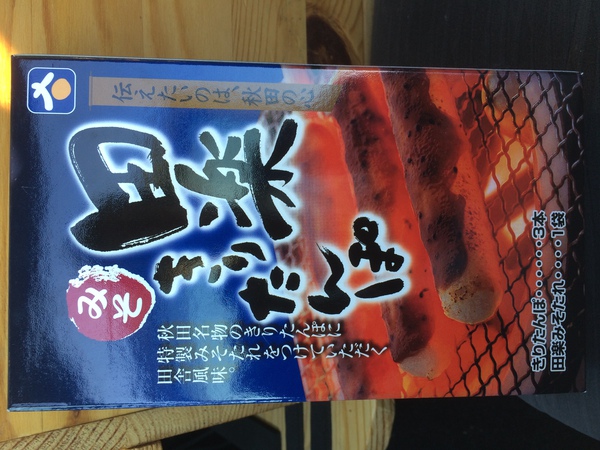 伝えたいのは、秋田の心
田楽
きりたんぽ
みそ
秋田名物のきりたんぽに
特製みそたれをつけていただく
田舎風味。
きりたんぽ・・・・・・3本
田楽みそたれ・・・・1袋